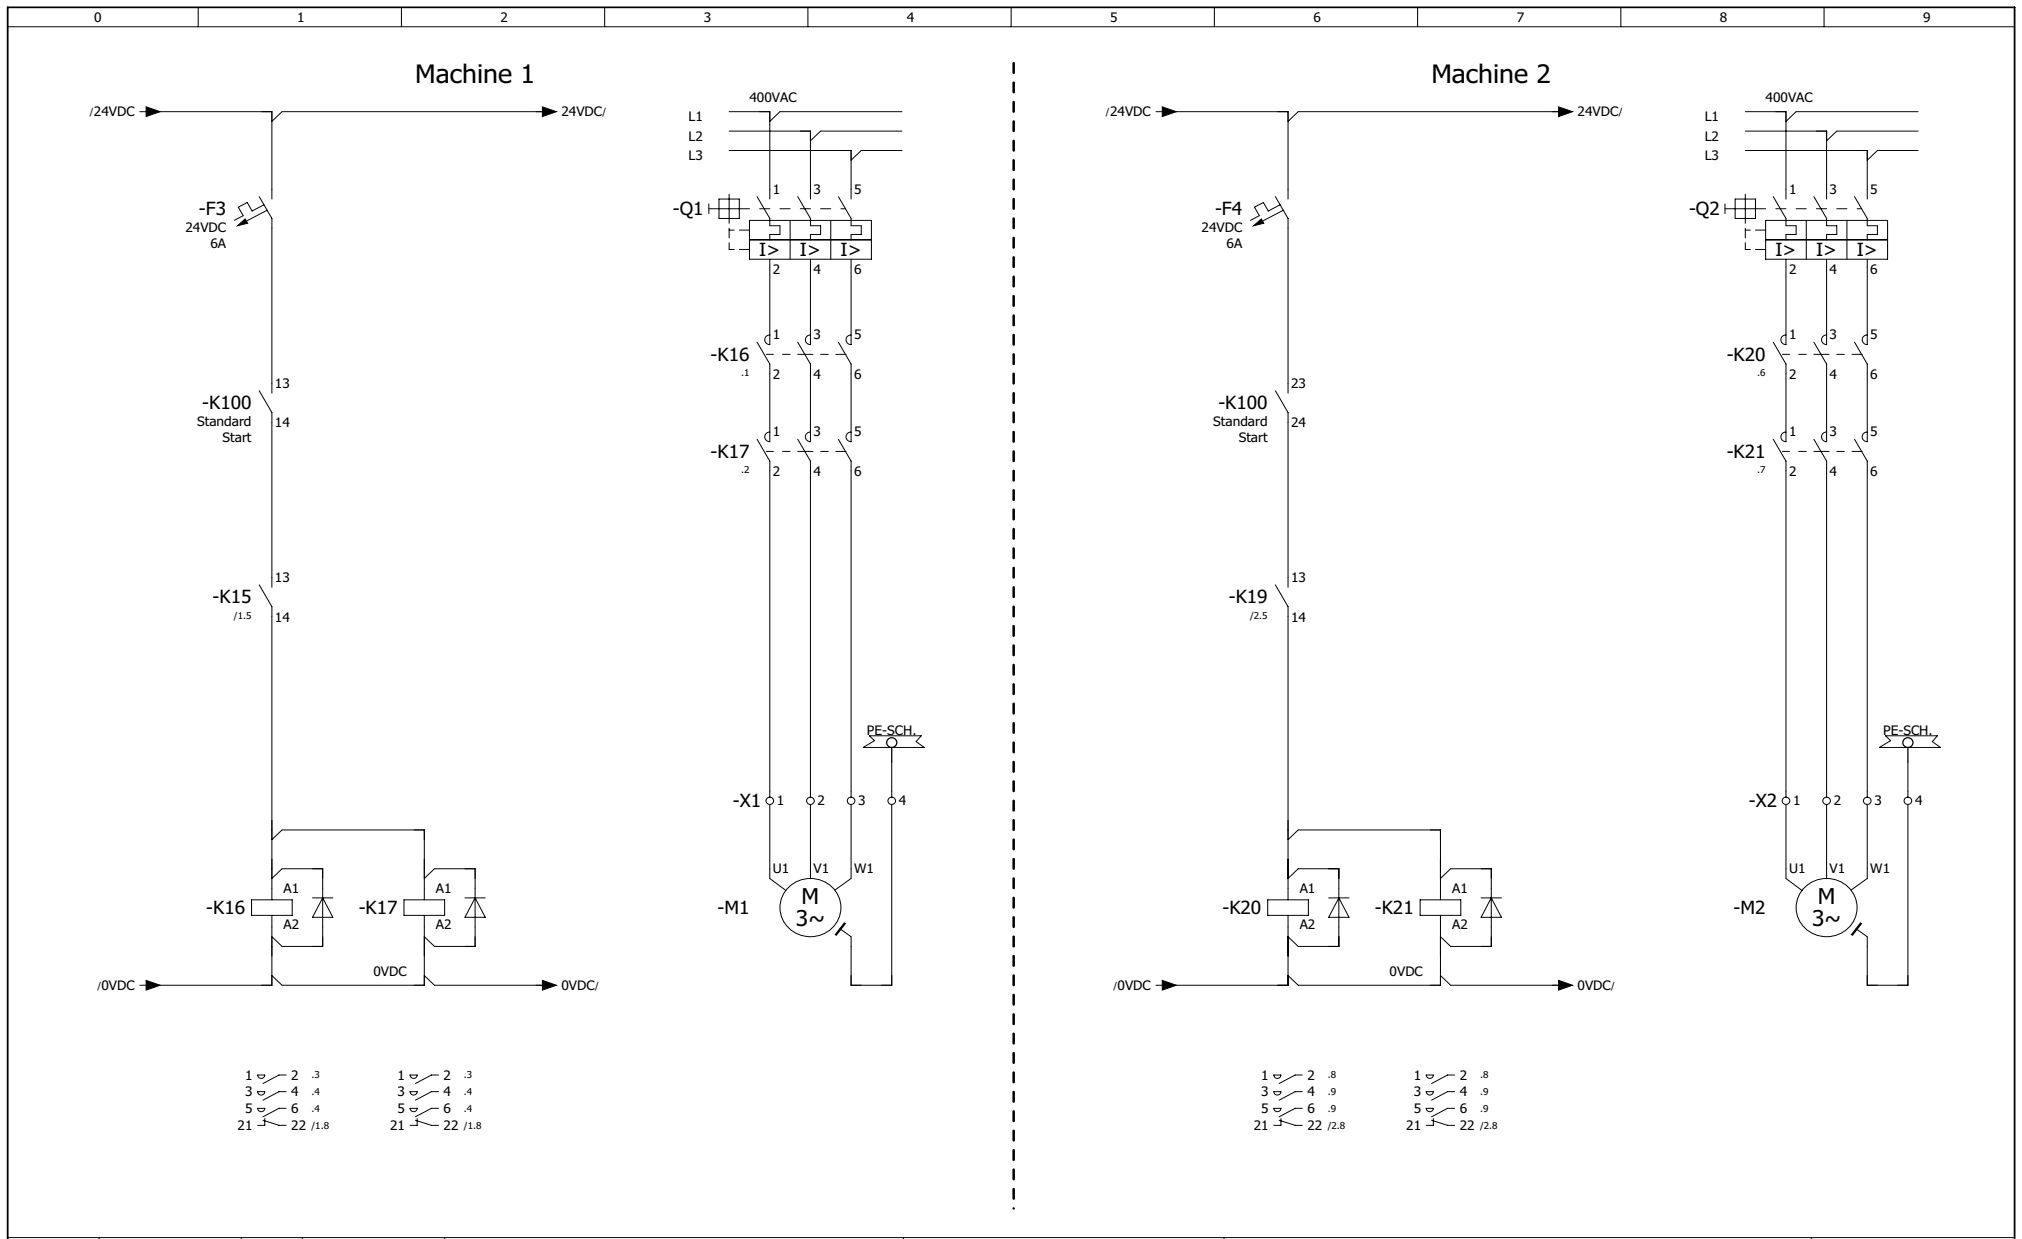 0 1 2 3 4 5 6 7 8 9
Machine 1
Machine 2
/24VDC
24VDC/
400VAC
L1
L2
L3
-F3
24VDC
6A
-Q1
1 3 5
I> I> I>
2 4 6
-K16
.1
1 3 5
2 4 6
-K100
Standard
Start
13
14
-K17
.2
1 3 5
2 4 6
-K15
/1.5
13
14
PE-SCH.
-X1 1 2 3 4
U1 V1 W1
-K16
A1
A2
-K17
A1
A2
-M1
M
3~
/0VDC
0VDC
0VDC/
1 2 .3
3 4 .4
5 6 .4
21 22 /1.8
1 2 .3
3 4 .4
5 6 .4
21 22 /1.8
/24VDC
24VDC/
400VAC
L1
L2
L3
-F4
24VDC
6A
-Q2
1 3 5
I> I> I>
2 4 6
-K20
.6
1 3 5
2 4 6
-K100
Standard
Start
23
24
-K21
.7
1 3 5
2 4 6
-K19
/2.5
13
14
PE-SCH.
-X2 1 2 3 4
U1 V1 W1
-K20
A1
A2
-K21
A1
A2
-M2
M
3~
/0VDC
0VDC
0VDC/
1 2 .8
3 4 .9
5 6 .9
21 22 /2.8
1 2 .8
3 4 .9
5 6 .9
21 22 /2.8